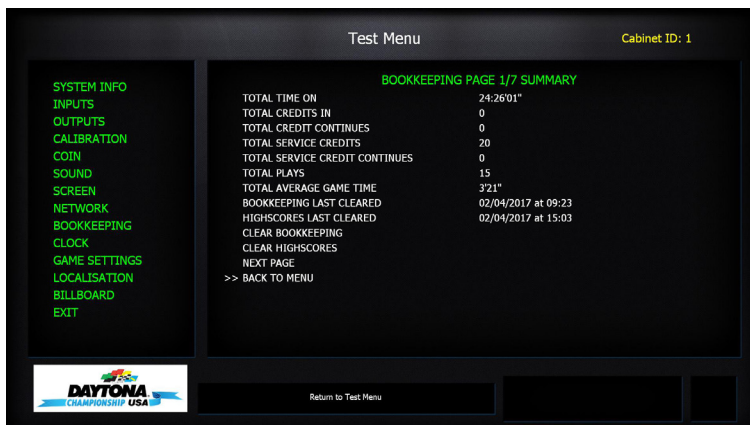 Test Menu
Cabinet ID: 1
SYSTEM INFO
INPUTS
OUTPUTS
CALIBRATION
COIN
SOUND
SCREEN
NETWORK
BOOKKEEPING
CLOCK
GAME SETTINGS
LOCALISATION
BILLBOARD
EXIT
BOOKKEEPING PAGE 1/7 SUMMARY
TOTAL TIME ON 24:26'01"
TOTAL CREDITS IN 0
TOTAL CREDIT CONTINUES 0
TOTAL SERVICE CREDITS 20
TOTAL SERVICE CREDIT CONTINUES 0
TOTAL PLAYS 15
TOTAL AVERAGE GAME TIME 3'21"
BOOKKEEPING LAST CLEARED 02/04/2017 at 09:23
HIGHSCORES LAST CLEARED 02/04/2017 at 15:03
CLEAR BOOKKEEPING
CLEAR HIGHSCORES
NEXT PAGE
>> BACK TO MENU
DAYTONA
CHAMPIONSHIP USA
Return to Test Menu